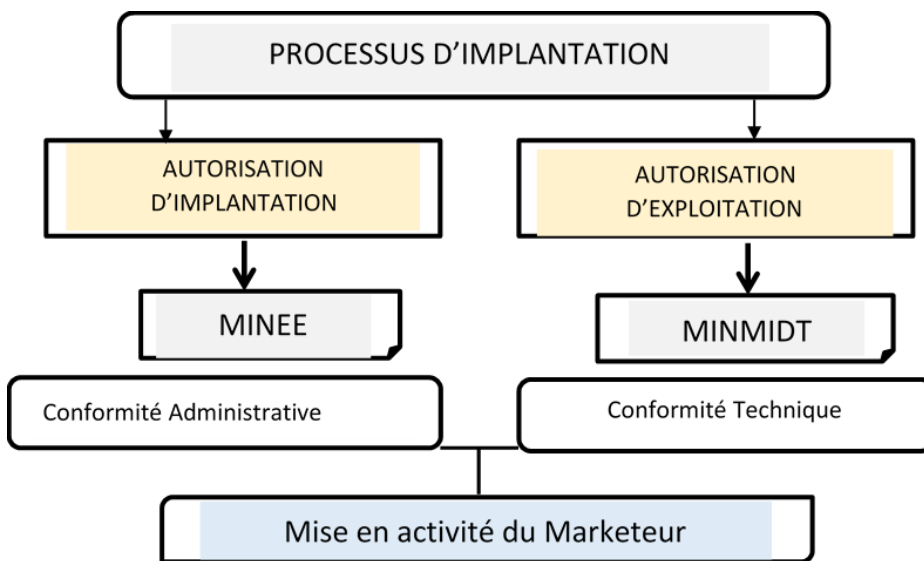 PROCESSUS D’IMPLANTATION
AUTORISATION
D’IMPLANTATION
AUTORISATION
D’EXPLOITATION
MINEE
MINMIDT
Conformité Administrative
Conformité Technique
Mise en activité du Marketeur